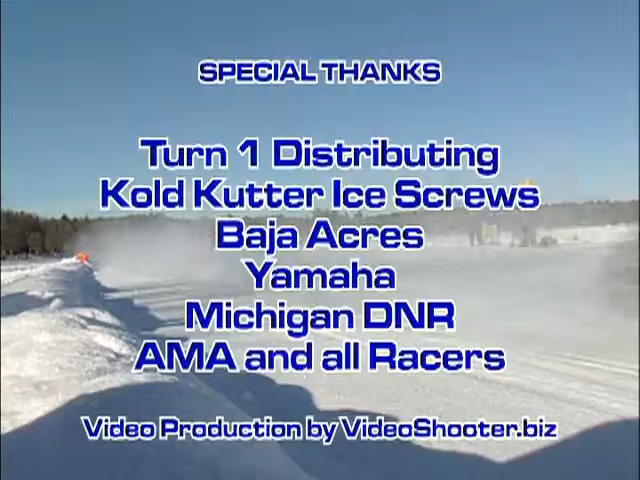 SPECIAL THANKS
Turn 1 Distributing
Kold Kutter Ice Screws
Baja Acres
Yamaha
Michigan DNR
AMA and all Racers
Video Production by VideoShooter.biz